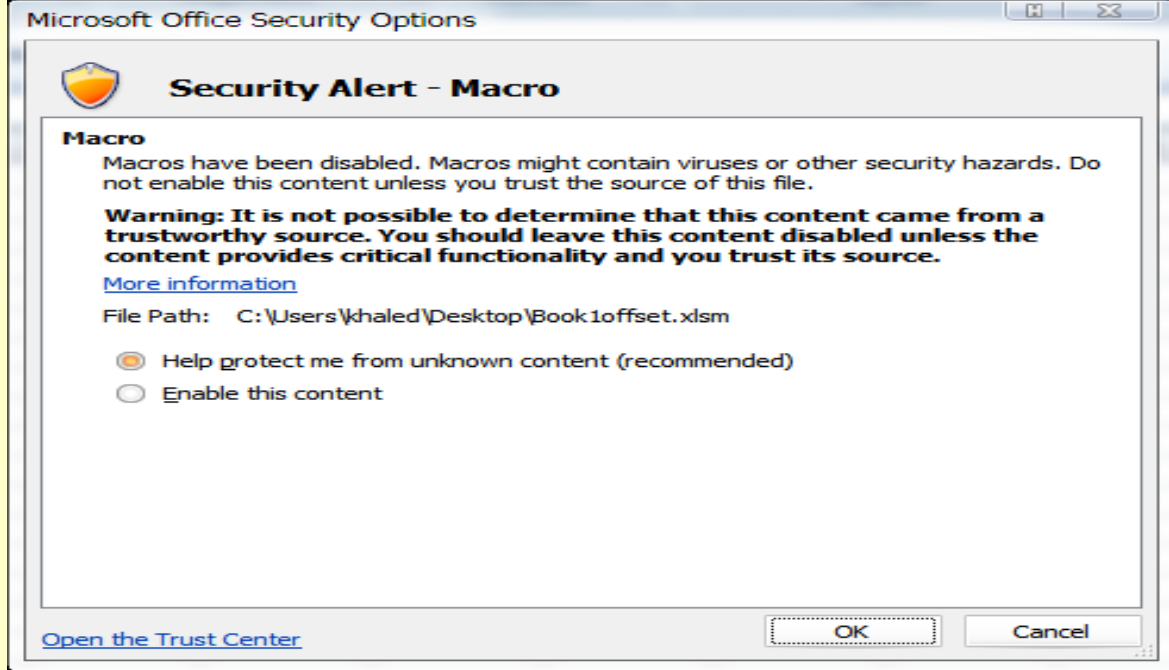 Microsoft Office Security Options
Security Alert - Macro
Macro
Macros have been disabled. Macros might contain viruses or other security hazards. Do
not enable this content unless you trust the source of this file.
Warning: It is not possible to determine that this content came from a
trustworthy source. You should leave this content disabled unless the
content provides critical functionality and you trust its source.
More information
File Path: C:\Users\khaled\Desktop\Book1offset.xlsm
Help protect me from unknown content (recommended)
Enable this content
Open the Trust Center
OK
Cancel